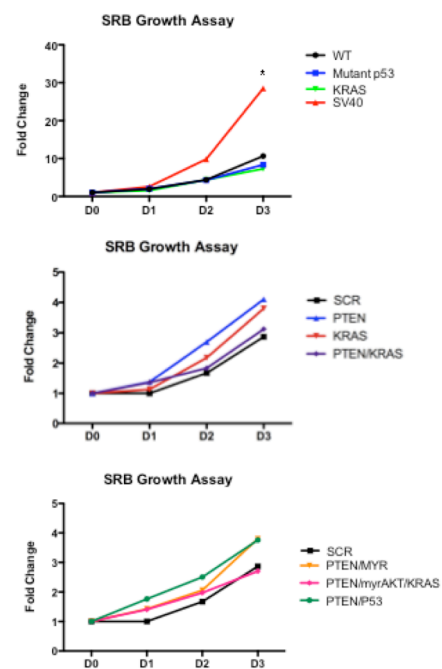 SRB Growth Assay
40
30
20
10
0
Fold Change
D0 D1 D2 D3
*
WT
Mutant p53
KRAS
SV40
SRB Growth Assay
5
4
3
2
1
0
Fold Change
D0 D1 D2 D3
SCR
PTEN
KRAS
PTEN/KRAS
SRB Growth Assay
5
4
3
2
1
0
Fold Change
D0 D1 D2 D3
SCR
PTEN/MYR
PTEN/myrAKT/KRAS
PTEN/P53